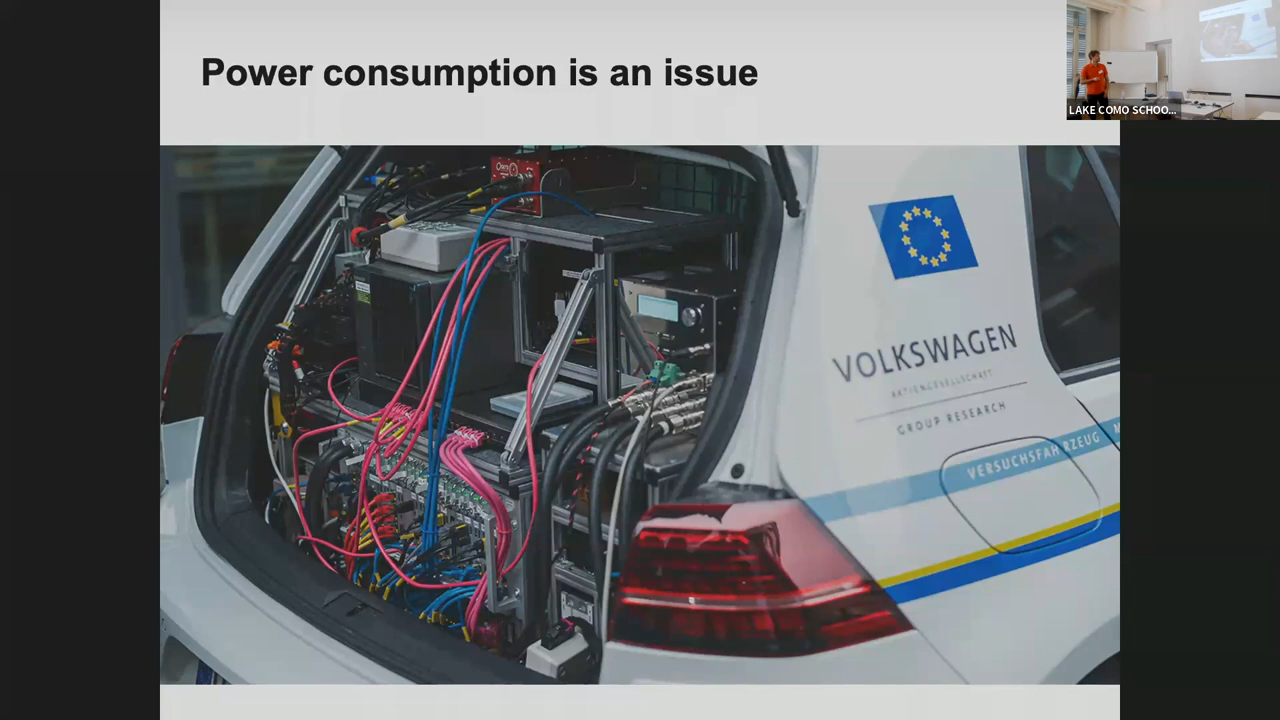 Power consumption is an issue
LAKE COMO SCHOO...
VOLKSWAGEN
AKTIENGESELLSCHAFT
GROUP RESEARCH
VERSUCHSFAHRZEUG